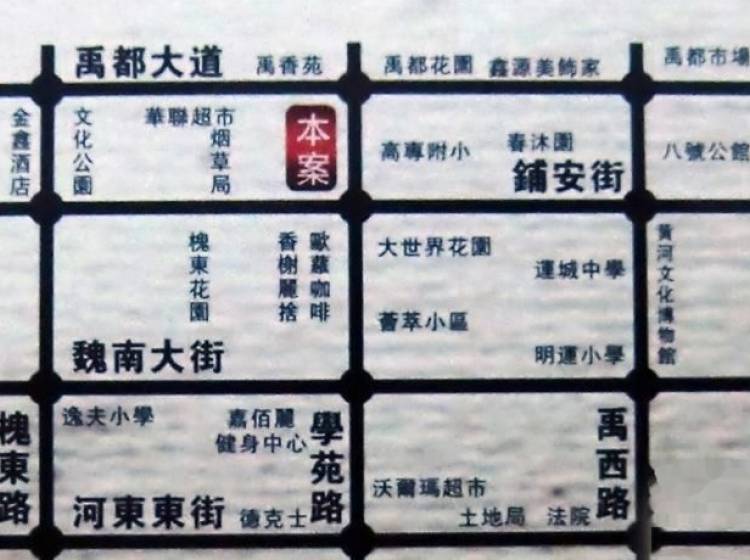 禹都大道
禹香苑
禹都花園
鑫源美飾家
禹都市場
金鑫酒店
文化公園
華聯超市
烟草局
本案
高專附小
春沐園
鋪安街
八號公館
槐東花園
香榭麗捨
歐蘿咖啡
大世界花園
運城中學
黄河文化博物館
薈萃小區
魏南大街
明運小學
槐東路
逸夫小學
嘉佰麗
健身中心
學苑路
禹西路
沃爾瑪超市
河東東街
德克士
土地局
法院